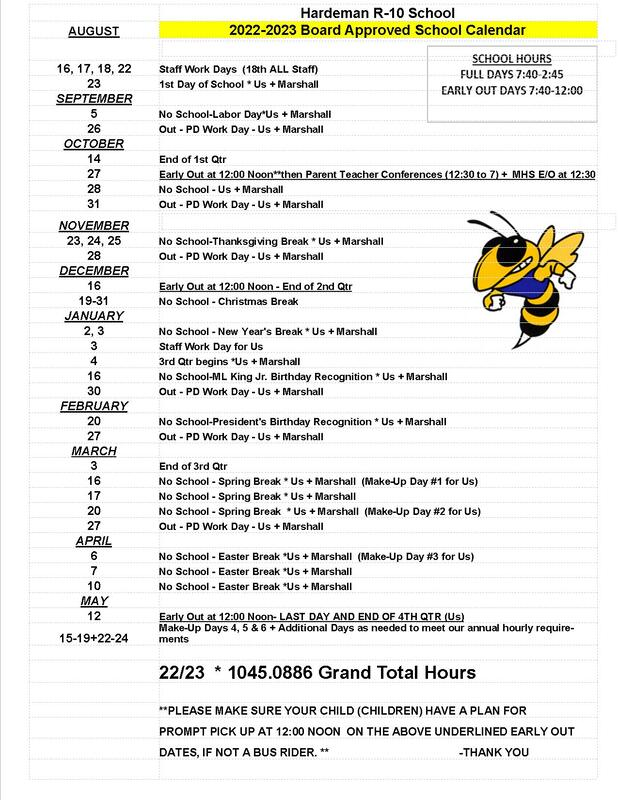 Hardeman R-10 School
AUGUST 2022-2023 Board Approved School Calendar
SCHOOL HOURS
FULL DAYS 7:40-2:45
EARLY OUT DAYS 7:40-12:00
16, 17, 18, 22 Staff Work Days (18th ALL Staff)
23 1st Day of School * Us + Marshall
SEPTEMBER
5 No School-Labor Day*Us + Marshall
26 Out - PD Work Day - Us + Marshall
OCTOBER
14 End of 1st Qtr
27 Early Out at 12:00 Noon**then Parent Teacher Conferences (12:30 to 7) + MHS E/O at 12:30
28 No School - Us + Marshall
31 Out - PD Work Day - Us + Marshall
NOVEMBER
23, 24, 25 No School-Thanksgiving Break * Us + Marshall
28 Out - PD Work Day - Us + Marshall
DECEMBER
16 Early Out at 12:00 Noon - End of 2nd Qtr
19-31 No School - Christmas Break
JANUARY
2, 3 No School - New Year's Break * Us + Marshall
3 Staff Work Day for Us
4 3rd Qtr begins *Us + Marshall
16 No School-ML King Jr. Birthday Recognition * Us + Marshall
30 Out - PD Work Day - Us + Marshall
FEBRUARY
20 No School-President's Birthday Recognition * Us + Marshall
27 Out - PD Work Day - Us + Marshall
MARCH
3 End of 3rd Qtr
16 No School - Spring Break * Us + Marshall (Make-Up Day #1 for Us)
17 No School - Spring Break * Us + Marshall
20 No School - Spring Break * Us + Marshall (Make-Up Day #2 for Us)
27 Out - PD Work Day - Us + Marshall
APRIL
6 No School - Easter Break *Us + Marshall (Make-Up Day #3 for Us)
7 No School - Easter Break *Us + Marshall
10 No School - Easter Break *Us + Marshall
MAY
12 Early Out at 12:00 Noon- LAST DAY AND END OF 4TH QTR (Us)
Make-Up Days 4, 5 & 6 + Additional Days as needed to meet our annual hourly require-
15-19+22-24 ments
22/23 * 1045.0886 Grand Total Hours
**PLEASE MAKE SURE YOUR CHILD (CHILDREN) HAVE A PLAN FOR
PROMPT PICK UP AT 12:00 NOON ON THE ABOVE UNDERLINED EARLY OUT
DATES, IF NOT A BUS RIDER. ** -THANK YOU